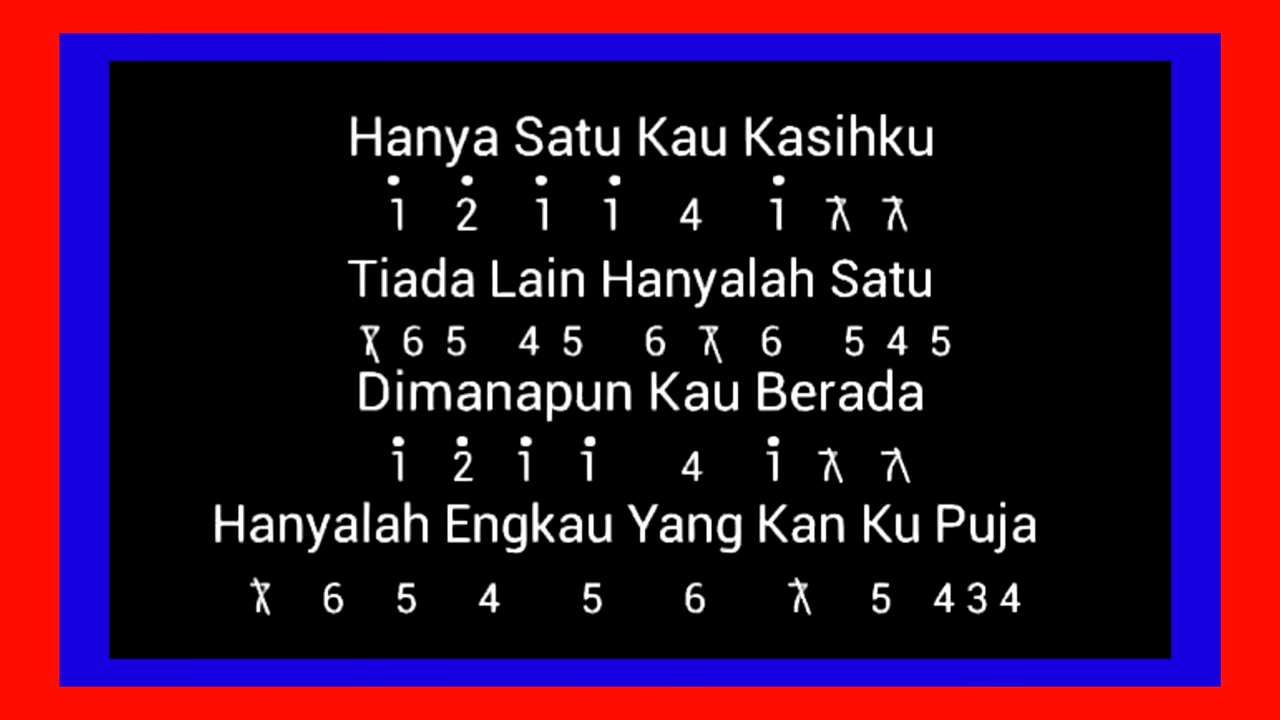 Hanya Satu Kau Kasihku
1̇ 2̇ 1̇ 1̇ 4 1̇ 7̸ 7̸
Tiada Lain Hanyalah Satu
7̸ 6 5 4 5 6 7̸ 6 5 4 5
Dimanapun Kau Berada
1̇ 2̇ 1̇ 1̇ 4 1̇ 7̸ 7̸
Hanyalah Engkau Yang Kan Ku Puja
7̸ 6 5 4 5 6 7̸ 5 4 3 4